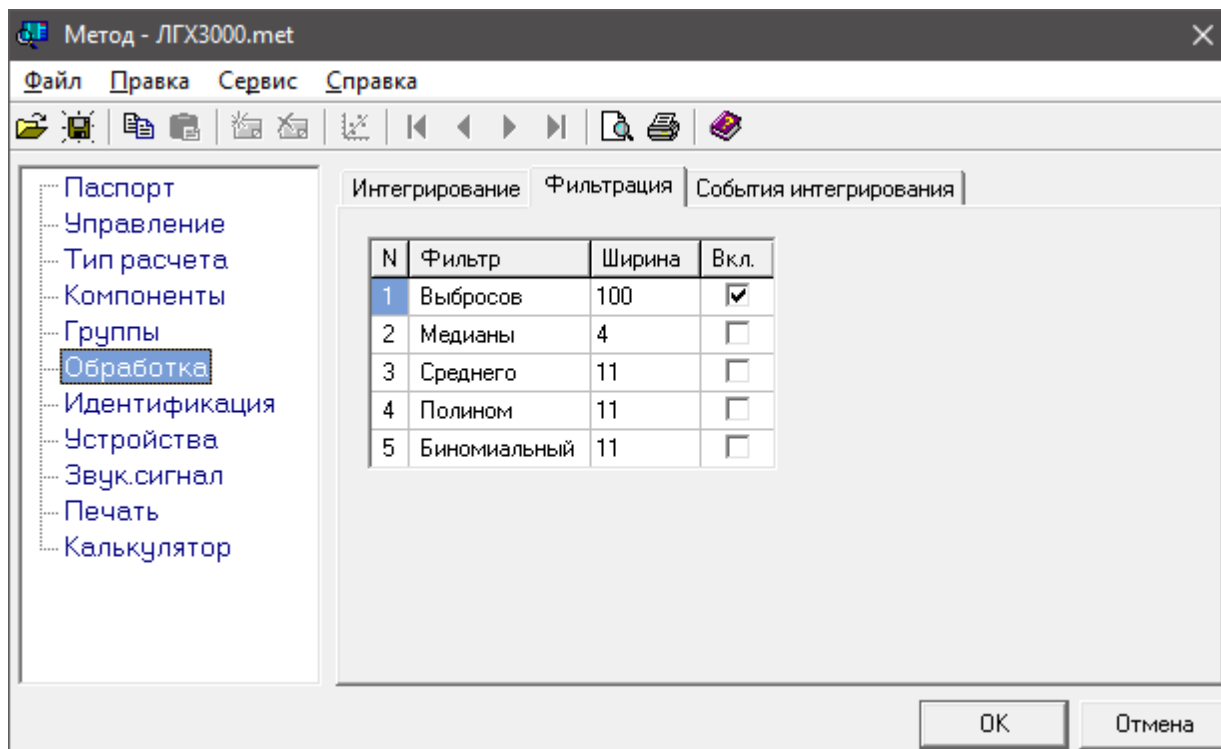 Метод - ЛГХ3000.met
Файл Правка Сервис Справка
Паспорт
Управление
Тип расчета
Компоненты
Группы
Обработка
Идентификация
Устройства
Звук.сигнал
Печать
Калькулятор
Интегрирование Фильтрация События интегрирования
N Фильтр Ширина Вкл.
1 Выбросов 100
2 Медианы 4
3 Среднего 11
4 Полином 11
5 Биномиальный 11
OK Отмена